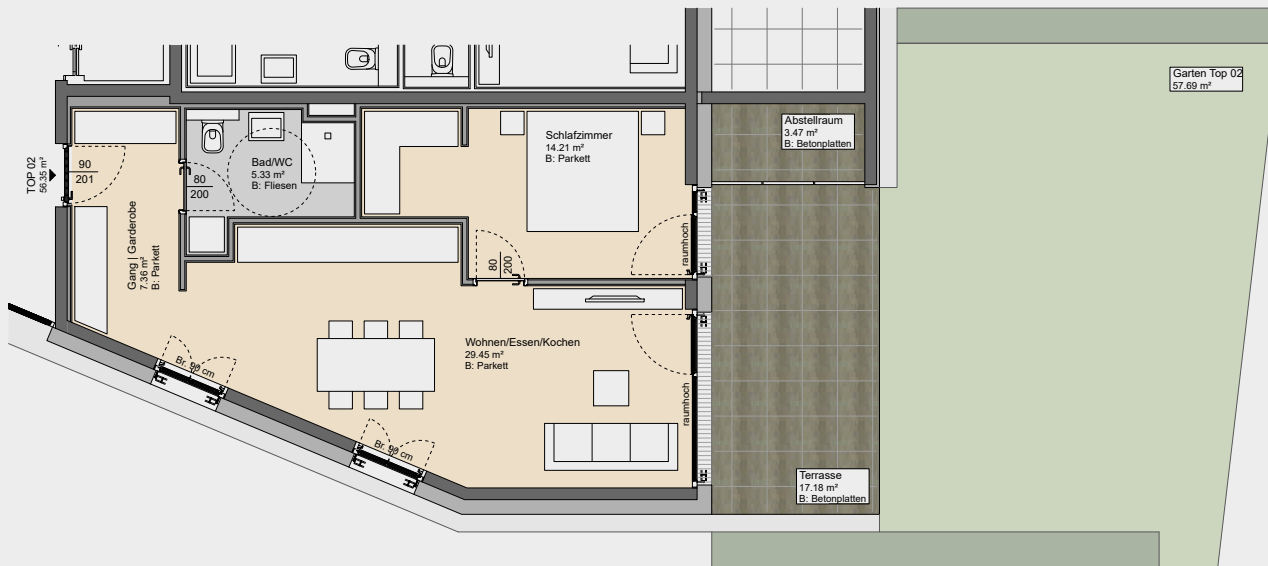 Garten Top 02
57.69 m²
Abstellraum
3.47 m²
B: Betonplatten
Schlafzimmer
14.21 m²
B: Parkett
Bad/WC
5.33 m²
B: Fliesen
TOP 02
56.35 m²
90
201
80
200
Gang | Garderobe
7.36 m²
B: Parkett
raumhoch
80
200
Wohnen/Essen/Kochen
29.45 m²
B: Parkett
Br. 90 cm
raumhoch
Br. 90 cm
Terrasse
17.18 m²
B: Betonplatten